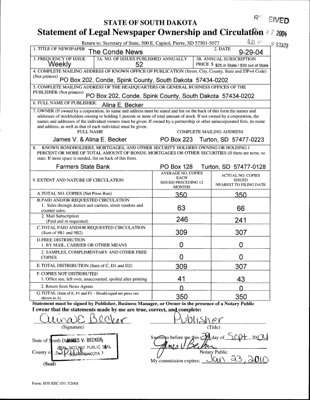 RECEIVED
STATE OF SOUTH DAKOTA
Statement of Legal Newspaper Ownership and Circulation
Return to: Secretary of State, 500 E. Capitol, Pierre, SD 57501-5077
1. TITLE OF NEWSPAPER The Conde News
2. DATE 9-29-04
3. FREQUENCY OF ISSUE Weekly
3A. NO. OF ISSUES PUBLISHED ANNUALLY 52
3B. ANNUAL SUBSCRIPTION PRICE $ $25 in State / $30 out of State
4. COMPLETE MAILING ADDRESS OF KNOWN OFFICE OF PUBLICATION (Street, City, County, State and ZIP+4 Code) (Not printers)
PO Box 202, Conde, Spink County, South Dakota 57434-0202
5. COMPLETE MAILING ADDRESS OF THE HEADQUARTERS OR GENERAL BUSINESS OFFICES OF THE PUBLISHER (Not printers)
PO Box 202, Conde, Spink County, South Dakota 57434-0202
6. FULL NAME OF PUBLISHER: Alina E. Becker
7. OWNER (If owned by a corporation, its name and address must be stated and list on the back of this form the names and
addresses of stockholders owning or holding 1 percent or more of total amount of stock. If not owned by a corporation, the
names and address of the individual owners must be given. If owned by a partnership or other unincorporated firm, its name
and address, as well as that of each individual must be given.
FULL NAME COMPLETE MAILING ADDRESS
James V. & Alina E. Becker PO Box 223 Turton, SD 57477-0223
8. KNOWN BONDHOLDERS, MORTGAGES, AND OTHER SECURITY HOLDERS OWNING OR HOLDING 1
PERCENT OR MORE OF TOTAL AMOUNT OF BONDS, MORTGAGES OR OTHER SECURITIES (If there are none, so
state. If more space is needed, list on back of this form.
Farmers State Bank PO Box 128 Turton, SD 57477-0128
9. EXTENT AND NATURE OF CIRCULATION
AVERAGE NO. COPIES EACH ISSUED PRECEDING 12 MONTHS
ACTUAL NO. COPIES ISSUED NEAREST TO FILING DATE
A. TOTAL NO. COPIES (Net Press Run) 350 350
B. PAID AND/OR REQUESTED CIRCULATION
1. Sales through dealers and carriers, street vendors and counter sales. 63 66
2. Mail Subscription (Paid and/or requested) 246 241
C. TOTAL PAID AND/OR REQUESTED CIRCULATION (Sum of 9B1 and 9B2) 309 307
D. FREE DISTRIBUTION
1. BY MAIL, CARRIER OR OTHER MEANS 0 0
2. SAMPLES, COMPLIMENTARY AND OTHER FREE COPIES 0 0
E. TOTAL DISTRIBUTION (Sum of C, D1 and D2) 309 307
F. COPIES NOT DISTRIBUTED
1. Office use, left over, unaccounted, spoiled after printing 41 43
2. Return from News Agents 0 0
G. TOTAL (Sum of E, F1 and F2 - Should equal net press run shown in A) 350 350
Statement must be signed by Publisher, Business Manager, or Owner in the presence of a Notary Public
I swear that the statements made by me are true, correct, and complete:
Alina E Becker Publisher
(Signature) (Title)
State of South Dakota
JAMES V. BECKER
NOTARY PUBLIC
County of Spink
(Seal)
day of Sept, 2004
James V Becker
Notary Public
My commission expires: Jan 23, 2010
Form: SOS REC 051 7/2004